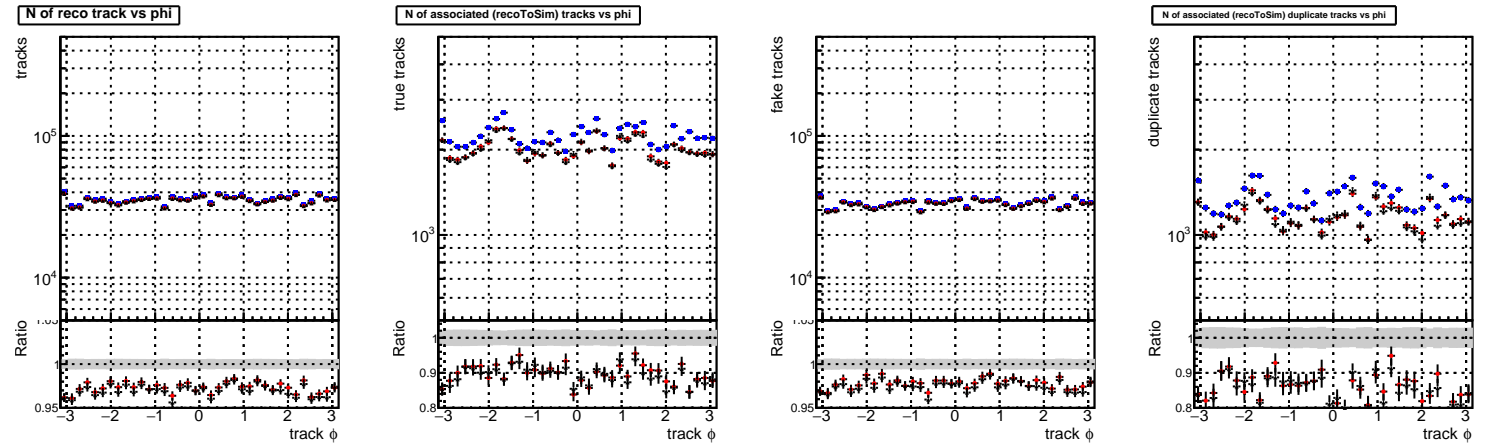 N of reco track vs phi
tracks
10^5
10^4
Ratio
1
0.95
−3 −2 −1 0 1 2 3
track ϕ
N of associated (recoToSim) tracks vs phi
true tracks
10^3
Ratio
1
0.9
0.8
−3 −2 −1 0 1 2 3
track ϕ
fake tracks
10^5
10^4
Ratio
1
0.95
−3 −2 −1 0 1 2 3
track ϕ
N of associated (recoToSim) duplicate tracks vs phi
duplicate tracks
10^3
Ratio
1
0.9
0.8
−3 −2 −1 0 1 2 3
track ϕ